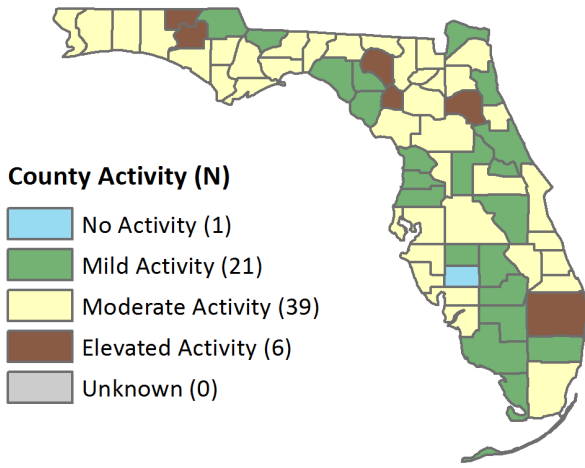 County Activity (N)
No Activity (1)
Mild Activity (21)
Moderate Activity (39)
Elevated Activity (6)
Unknown (0)